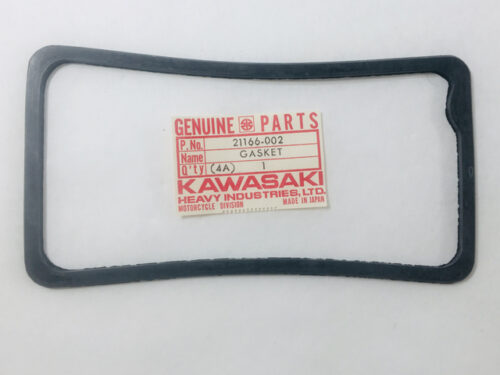 GENUINE PARTS
P.No. 21166-002
Name GASKET
Q'ty (4A) 1
KAWASAKI
HEAVY INDUSTRIES, LTD.
MOTORCYCLE DIVISION MADE IN JAPAN